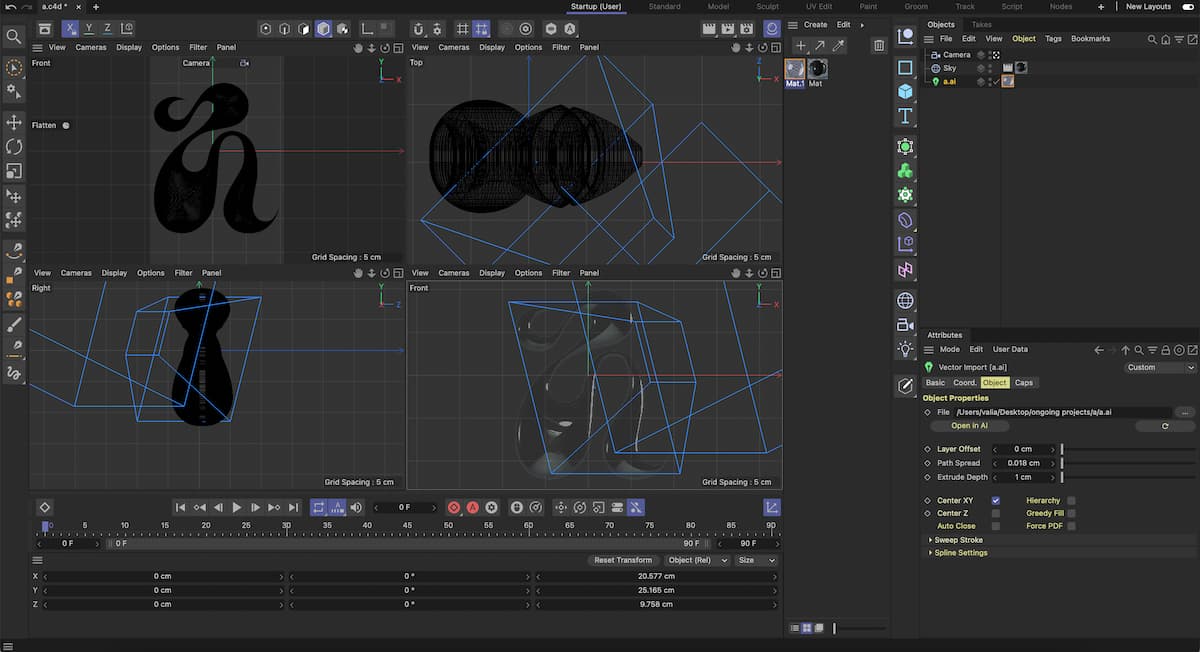 a.c4d *
Startup (User) Standard Model Sculpt UV Edit Paint Groom Track Script Nodes New Layouts
X Y Z
View Cameras Display Options Filter Panel
Front
Camera
Y
X
Flatten
Grid Spacing : 5 cm
View Cameras Display Options Filter Panel
Top
Z
X
Grid Spacing : 5 cm
View Cameras Display Options Filter Panel
Right
Y
Z
Grid Spacing : 5 cm
View Cameras Display Options Filter Panel
Front
Y
X
Grid Spacing : 5 cm
Create Edit
Mat.1 Mat
Objects Takes
File Edit View Object Tags Bookmarks
Camera
Sky
a.ai
Attributes
Mode Edit User Data
Vector Import [a.ai] Custom
Basic Coord. Object Caps
Object Properties
File /Users/valia/Desktop/ongoing projects/a/a.ai ...
Open in AI
Layer Offset 0 cm
Path Spread 0.018 cm
Extrude Depth 1 cm
Center XY Hierarchy
Center Z Greedy Fill
Auto Close Force PDF
Sweep Stroke
Spline Settings
0 F
0 5 10 15 20 25 30 35 40 45 50 55 60 65 70 75 80 85 90
0 F 0 F 90 F 90 F
Reset Transform Object (Rel) Size
X 0 cm 0 ° 20.577 cm
Y 0 cm 0 ° 25.165 cm
Z 0 cm 0 ° 9.758 cm